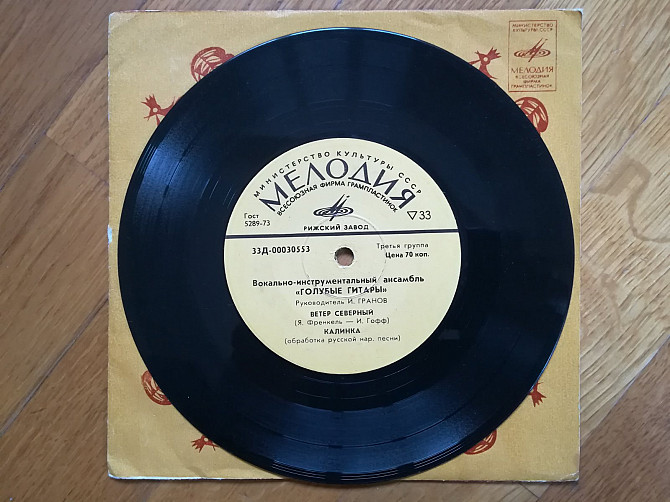 МИНИСТЕРСТВО
КУЛЬТУРЫ СССР
МЕЛОДИЯ
ВСЕСОЮЗНАЯ
ФИРМА
ГРАМПЛАСТИНОК
МИНИСТЕРСТВО КУЛЬТУРЫ СССР
МЕЛОДИЯ
ВСЕСОЮЗНАЯ ФИРМА ГРАМПЛАСТИНОК
Гост
5289-73
▽33
РИЖСКИЙ ЗАВОД
33Д-00030553
Третья группа
Цена 70 коп.
Вокально-инструментальный ансамбль
«ГОЛУБЫЕ ГИТАРЫ»
Руководитель И. ГРАНОВ
ВЕТЕР СЕВЕРНЫЙ
(Я. Френкель — И. Гофф)
КАЛИНКА
(обработка русской нар. песни)